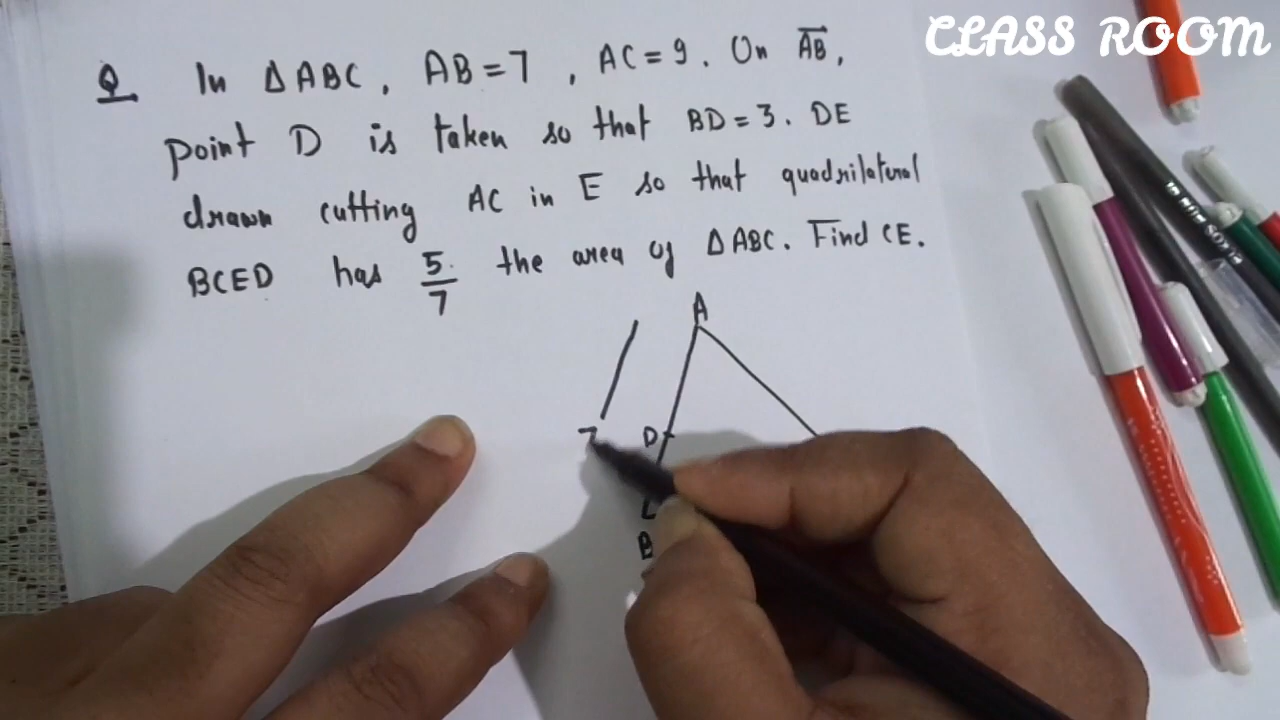 CLASS ROOM
Q In ΔABC, AB=7, AC=9. On AB,
point D is taken so that BD=3. DE
drawn cutting AC in E so that quadrilateral
BCED has 5/7 the area of ΔABC. Find CE.
A
7
D
B